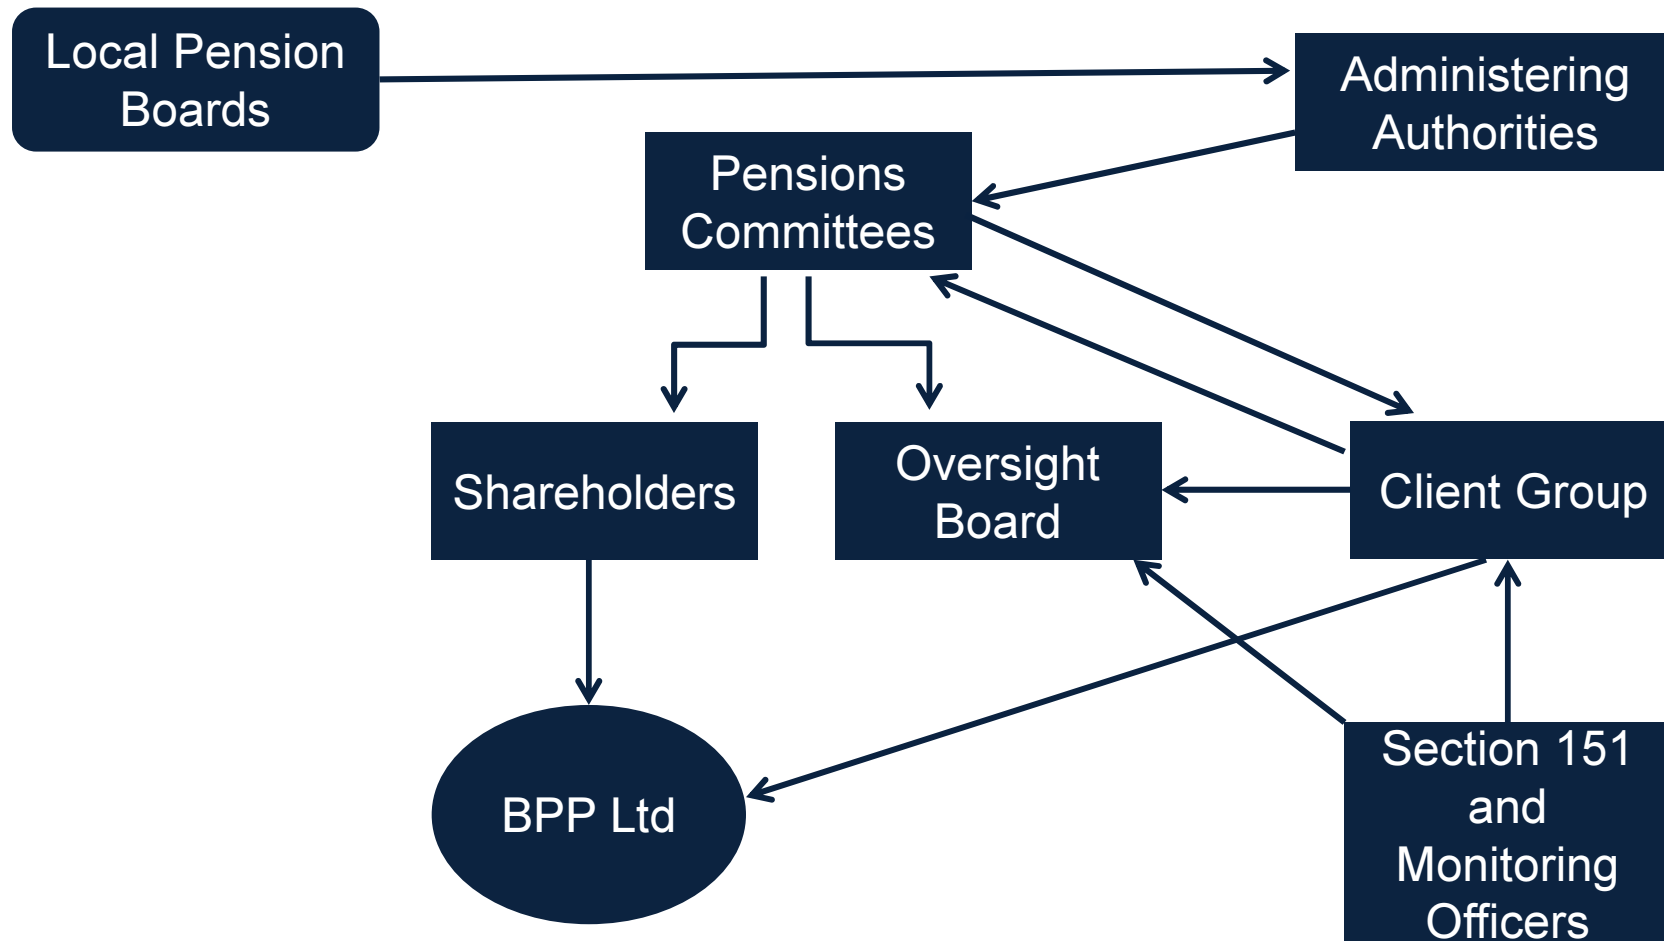 Local Pension
Boards
Administering
Authorities
Pensions
Committees
Shareholders
Oversight
Board
Client Group
BPP Ltd
Section 151
and
Monitoring
Officers